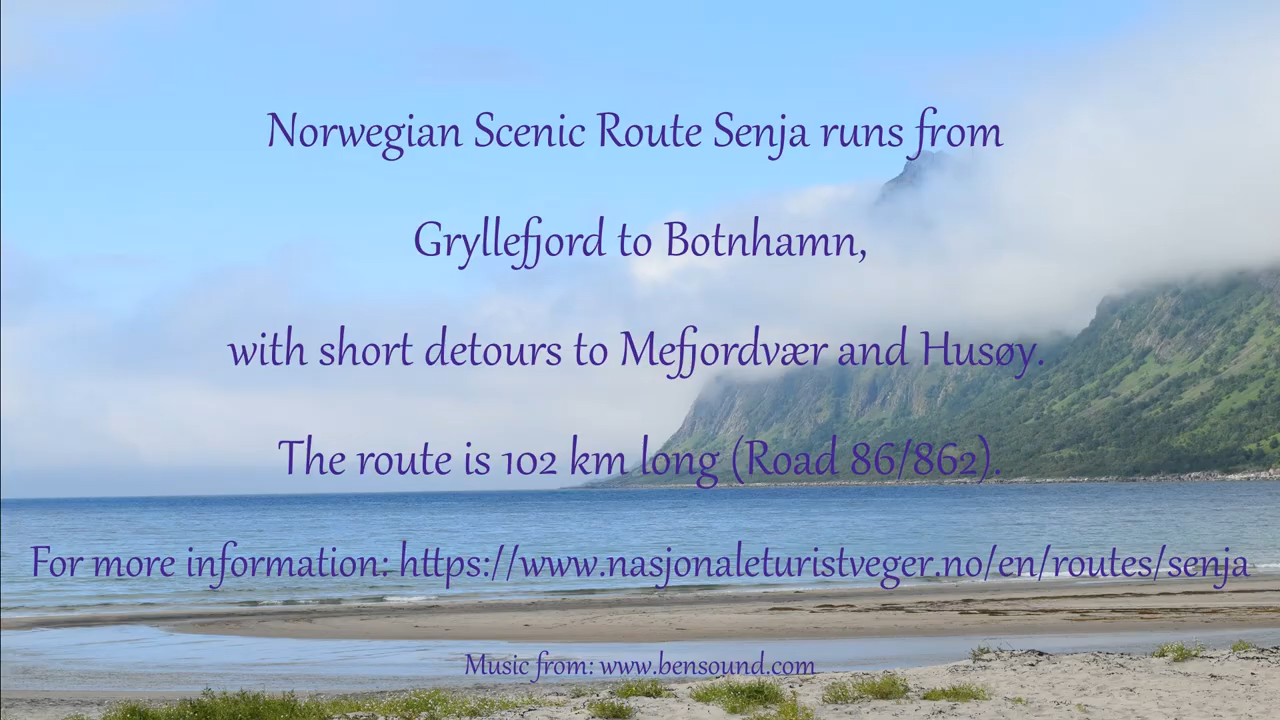 Norwegian Scenic Route Senja runs from
Gryllefjord to Botnhamn,
with short detours to Mefjordvær and Husøy.
The route is 102 km long (Road 86/862).
For more information: https://www.nasjonaleturistveger.no/en/routes/senja
Music from: www.bensound.com